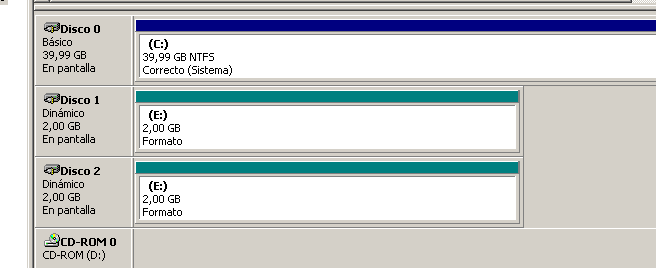 Disco 0
Básico
39,99 GB
En pantalla
(C:)
39,99 GB NTFS
Correcto (Sistema)
Disco 1
Dinámico
2,00 GB
En pantalla
(E:)
2,00 GB
Formato
Disco 2
Dinámico
2,00 GB
En pantalla
(E:)
2,00 GB
Formato
CD-ROM 0
CD-ROM (D:)